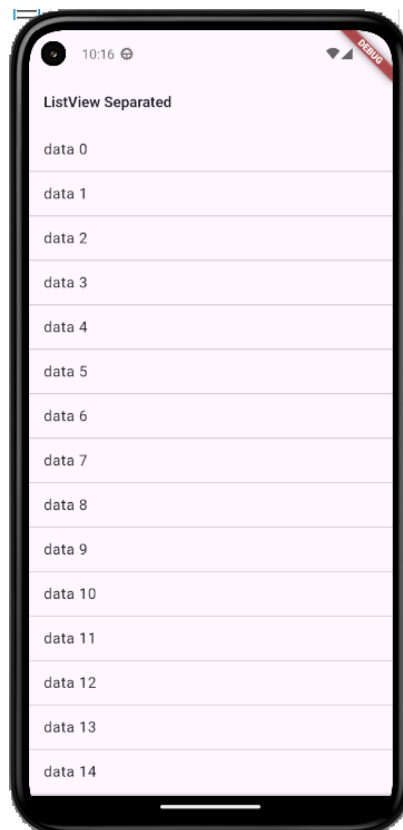 10:16
DEBUG
ListView Separated
data 0
data 1
data 2
data 3
data 4
data 5
data 6
data 7
data 8
data 9
data 10
data 11
data 12
data 13
data 14